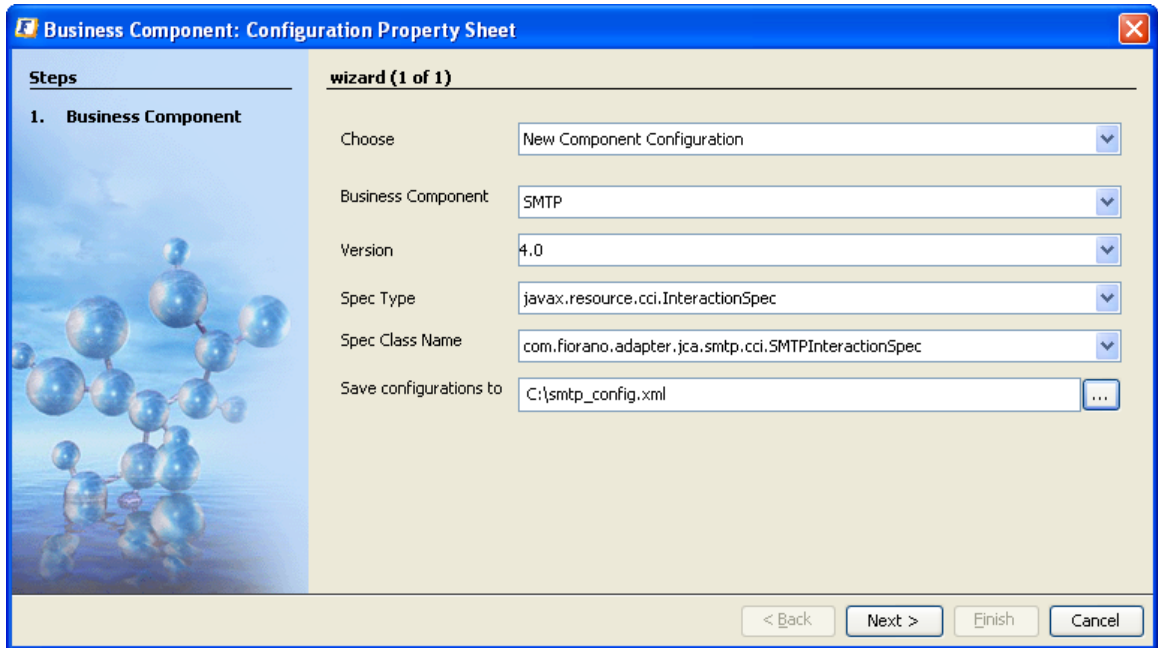 Business Component: Configuration Property Sheet
Steps
1. Business Component
wizard (1 of 1)
Choose New Component Configuration
Business Component SMTP
Version 4.0
Spec Type javax.resource.cci.InteractionSpec
Spec Class Name com.fiorano.adapter.jca.smtp.cci.SMTPInteractionSpec
Save configurations to C:\smtp_config.xml ...
< Back Next > Finish Cancel